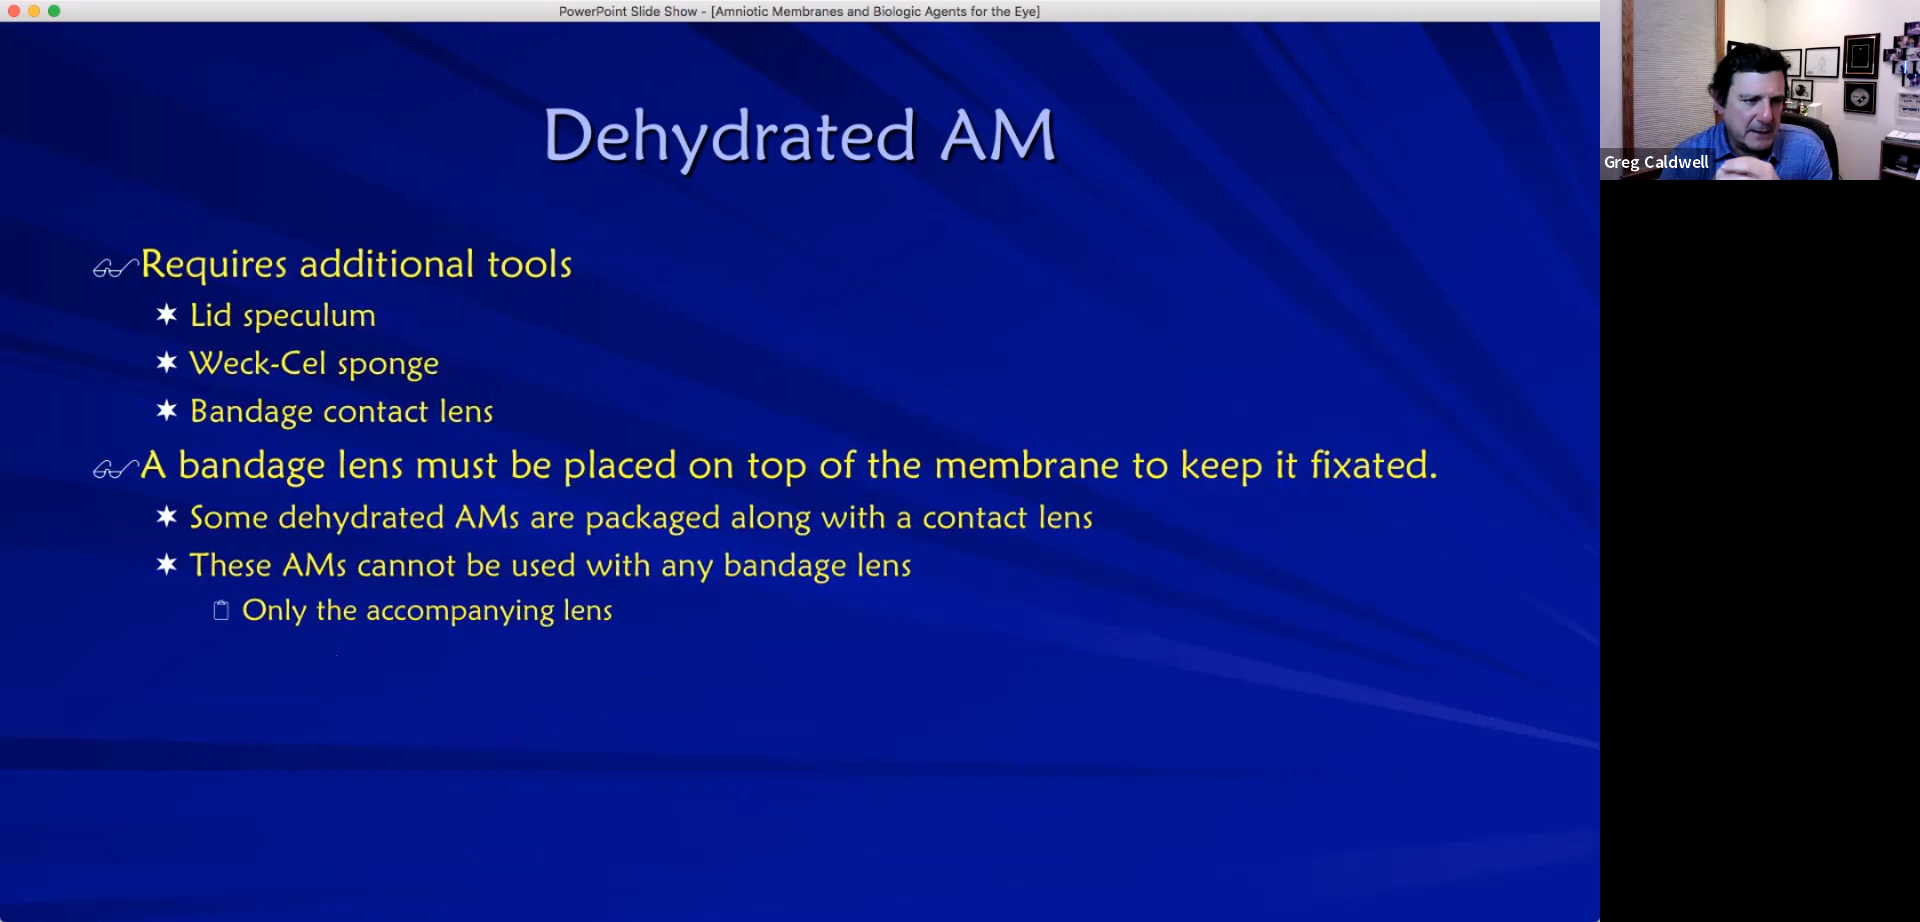 PowerPoint Slide Show - [Amniotic Membranes and Biologic Agents for the Eye]
Dehydrated AM
Requires additional tools
Lid speculum
Weck-Cel sponge
Bandage contact lens
A bandage lens must be placed on top of the membrane to keep it fixated.
Some dehydrated AMs are packaged along with a contact lens
These AMs cannot be used with any bandage lens
Only the accompanying lens
Greg Caldwell